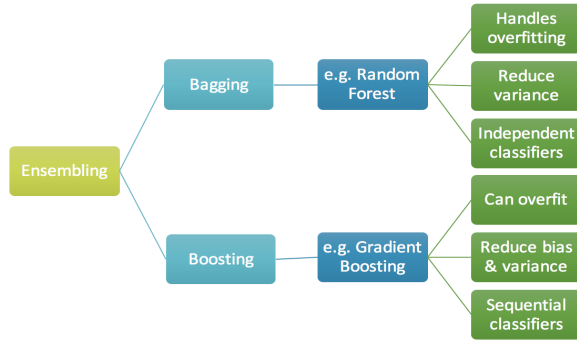 Ensembling
Bagging
e.g. Random
Forest
Handles
overfitting
Reduce
variance
Independent
classifiers
Boosting
e.g. Gradient
Boosting
Can overfit
Reduce bias
& variance
Sequential
classifiers